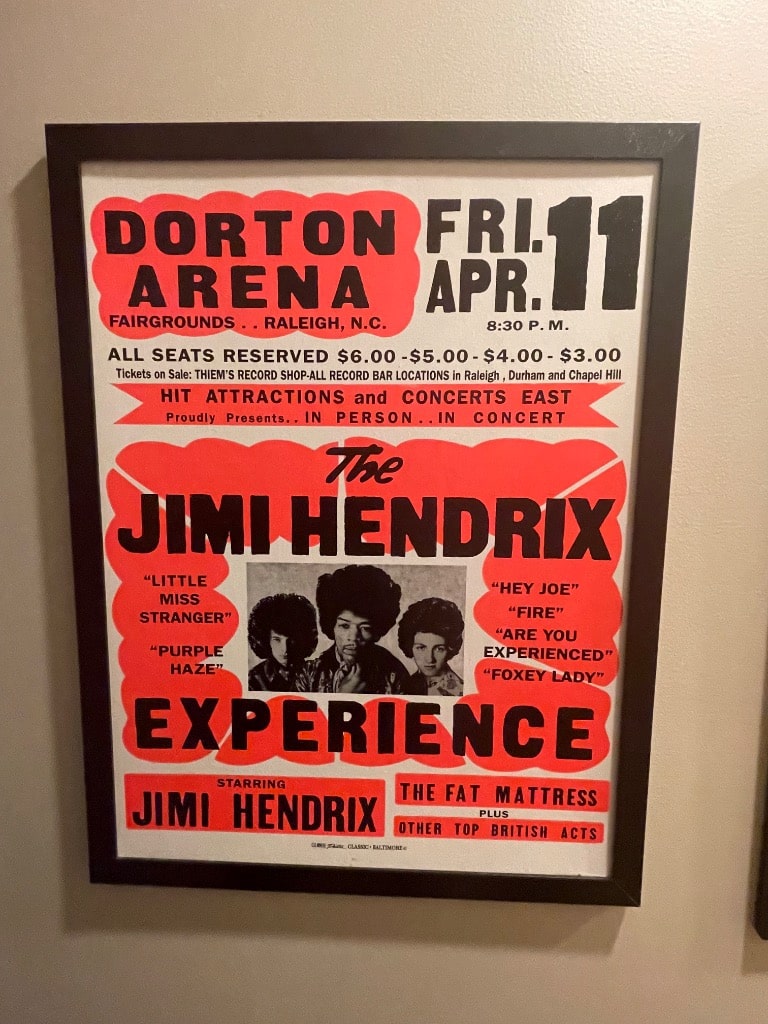 DORTON
ARENA
FAIRGROUNDS . . RALEIGH, N.C.
FRI. 11
APR.
8:30 P. M.
ALL SEATS RESERVED $6.00 -$5.00 - $4.00 - $3.00
Tickets on Sale: THIEM'S RECORD SHOP-ALL RECORD BAR LOCATIONS in Raleigh , Durham and Chapel Hill
HIT ATTRACTIONS and CONCERTS EAST
Proudly Presents. . IN PERSON . . IN CONCERT
The
JIMI HENDRIX
"LITTLE
MISS
STRANGER"
"PURPLE
HAZE"
"HEY JOE"
"FIRE"
"ARE YOU
EXPERIENCED"
"FOXEY LADY"
EXPERIENCE
STARRING
JIMI HENDRIX
THE FAT MATTRESS
PLUS
OTHER TOP BRITISH ACTS
CLASSIC • BALTIMORE